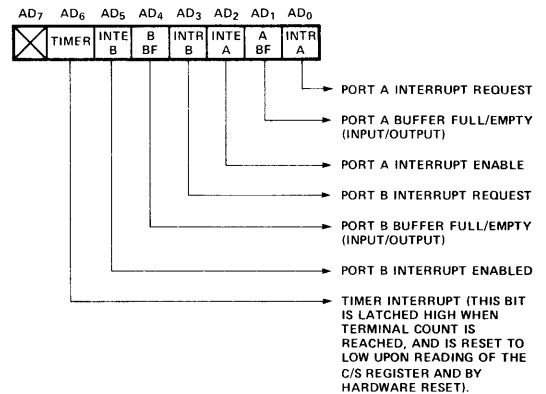 AD7 AD6 AD5 AD4 AD3 AD2 AD1 AD0
TIMER
INTE
B
B
BF
INTR
B
INTE
A
A
BF
INTR
A
PORT A INTERRUPT REQUEST
PORT A BUFFER FULL/EMPTY
(INPUT/OUTPUT)
PORT A INTERRUPT ENABLE
PORT B INTERRUPT REQUEST
PORT B BUFFER FULL/EMPTY
(INPUT/OUTPUT)
PORT B INTERRUPT ENABLED
TIMER INTERRUPT (THIS BIT
IS LATCHED HIGH WHEN
TERMINAL COUNT IS
REACHED, AND IS RESET TO
LOW UPON READING OF THE
C/S REGISTER AND BY
HARDWARE RESET).